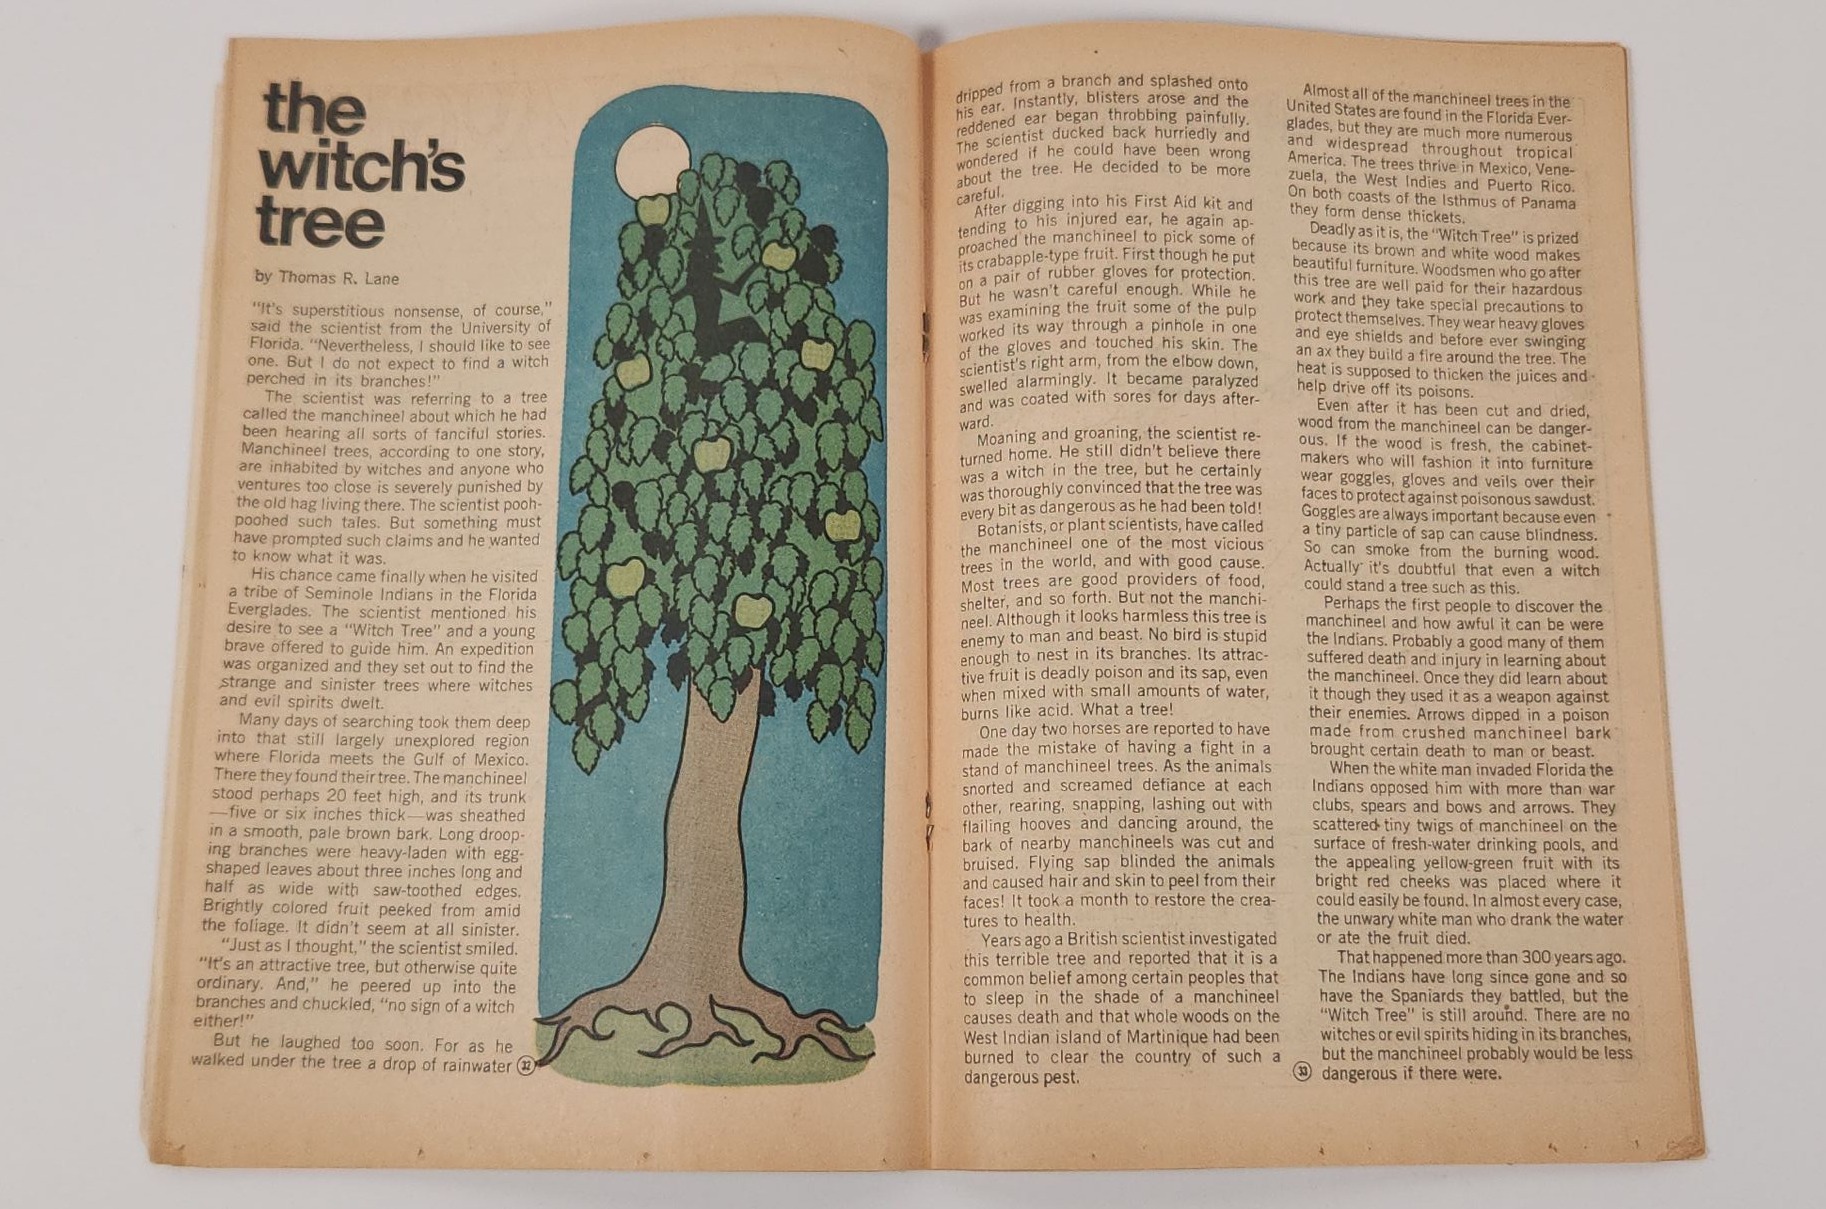 the
witch's
tree
by Thomas R. Lane
"It's superstitious nonsense, of course,"
said the scientist from the University of
Florida. "Nevertheless, I should like to see
one. But I do not expect to find a witch
perched in its branches!"
The scientist was referring to a tree
called the manchineel about which he had
been hearing all sorts of fanciful stories.
Manchineel trees, according to one story,
are inhabited by witches and anyone who
ventures too close is severely punished by
the old hag living there. The scientist pooh-
poohed such tales. But something must
have prompted such claims and he wanted
to know what it was.
His chance came finally when he visited
a tribe of Seminole Indians in the Florida
Everglades. The scientist mentioned his
desire to see a "Witch Tree" and a young
brave offered to guide him. An expedition
was organized and they set out to find the
strange and sinister trees where witches
and evil spirits dwelt.
Many days of searching took them deep
into that still largely unexplored region
where Florida meets the Gulf of Mexico.
There they found their tree. The manchineel
stood perhaps 20 feet high, and its trunk
—five or six inches thick—was sheathed
in a smooth, pale brown bark. Long droop-
ing branches were heavy-laden with egg-
shaped leaves about three inches long and
half as wide with saw-toothed edges.
Brightly colored fruit peeked from amid
the foliage. It didn't seem at all sinister.
"Just as I thought," the scientist smiled.
"It's an attractive tree, but otherwise quite
ordinary. And," he peered up into the
branches and chuckled, "no sign of a witch
either!"
But he laughed too soon. For as he
walked under the tree a drop of rainwater
32
dripped from a branch and splashed onto
his ear. Instantly, blisters arose and the
reddened ear began throbbing painfully.
The scientist ducked back hurriedly and
wondered if he could have been wrong
about the tree. He decided to be more
careful.
After digging into his First Aid kit and
tending to his injured ear, he again ap-
proached the manchineel to pick some of
its crabapple-type fruit. First though he put
on a pair of rubber gloves for protection.
But he wasn't careful enough. While he
was examining the fruit some of the pulp
worked its way through a pinhole in one
of the gloves and touched his skin. The
scientist's right arm, from the elbow down,
swelled alarmingly. It became paralyzed
and was coated with sores for days after-
ward.
Moaning and groaning, the scientist re-
turned home. He still didn't believe there
was a witch in the tree, but he certainly
was thoroughly convinced that the tree was
every bit as dangerous as he had been told!
Botanists, or plant scientists, have called
the manchineel one of the most vicious
trees in the world, and with good cause.
Most trees are good providers of food,
shelter, and so forth. But not the manchi-
neel. Although it looks harmless this tree is
enemy to man and beast. No bird is stupid
enough to nest in its branches. Its attrac-
tive fruit is deadly poison and its sap, even
when mixed with small amounts of water,
burns like acid. What a tree!
One day two horses are reported to have
made the mistake of having a fight in a
stand of manchineel trees. As the animals
snorted and screamed defiance at each
other, rearing, snapping, lashing out with
flailing hooves and dancing around, the
bark of nearby manchineels was cut and
bruised. Flying sap blinded the animals
and caused hair and skin to peel from their
faces! It took a month to restore the crea-
tures to health.
Years ago a British scientist investigated
this terrible tree and reported that it is a
common belief among certain peoples that
to sleep in the shade of a manchineel
causes death and that whole woods on the
West Indian island of Martinique had been
burned to clear the country of such a
dangerous pest.
Almost all of the manchineel trees in the
United States are found in the Florida Ever-
glades, but they are much more numerous
and widespread throughout tropical
America. The trees thrive in Mexico, Vene-
zuela, the West Indies and Puerto Rico.
On both coasts of the Isthmus of Panama
they form dense thickets.
Deadly as it is, the "Witch Tree" is prized
because its brown and white wood makes
beautiful furniture. Woodsmen who go after
this tree are well paid for their hazardous
work and they take special precautions to
protect themselves. They wear heavy gloves
and eye shields and before ever swinging
an ax they build a fire around the tree. The
heat is supposed to thicken the juices and
help drive off its poisons.
Even after it has been cut and dried,
wood from the manchineel can be danger-
ous. If the wood is fresh, the cabinet-
makers who will fashion it into furniture
wear goggles, gloves and veils over their
faces to protect against poisonous sawdust.
Goggles are always important because even
a tiny particle of sap can cause blindness.
So can smoke from the burning wood.
Actually it's doubtful that even a witch
could stand a tree such as this.
Perhaps the first people to discover the
manchineel and how awful it can be were
the Indians. Probably a good many of them
suffered death and injury in learning about
the manchineel. Once they did learn about
it though they used it as a weapon against
their enemies. Arrows dipped in a poison
made from crushed manchineel bark
brought certain death to man or beast.
When the white man invaded Florida the
Indians opposed him with more than war
clubs, spears and bows and arrows. They
scattered tiny twigs of manchineel on the
surface of fresh-water drinking pools, and
the appealing yellow-green fruit with its
bright red cheeks was placed where it
could easily be found. In almost every case,
the unwary white man who drank the water
or ate the fruit died.
That happened more than 300 years ago.
The Indians have long since gone and so
have the Spaniards they battled, but the
"Witch Tree" is still around. There are no
witches or evil spirits hiding in its branches,
but the manchineel probably would be less
dangerous if there were.
33